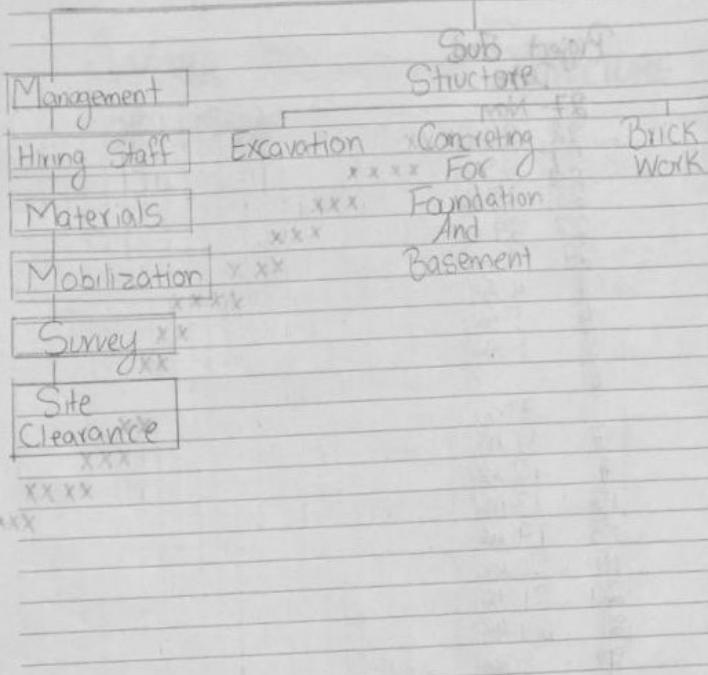 Sub
Structure
Management
Hiring Staff
Excavation
Concreting
For
Foundation
And
Basement
Brick
Work
Materials
Mobilization
Survey
Site
Clearance